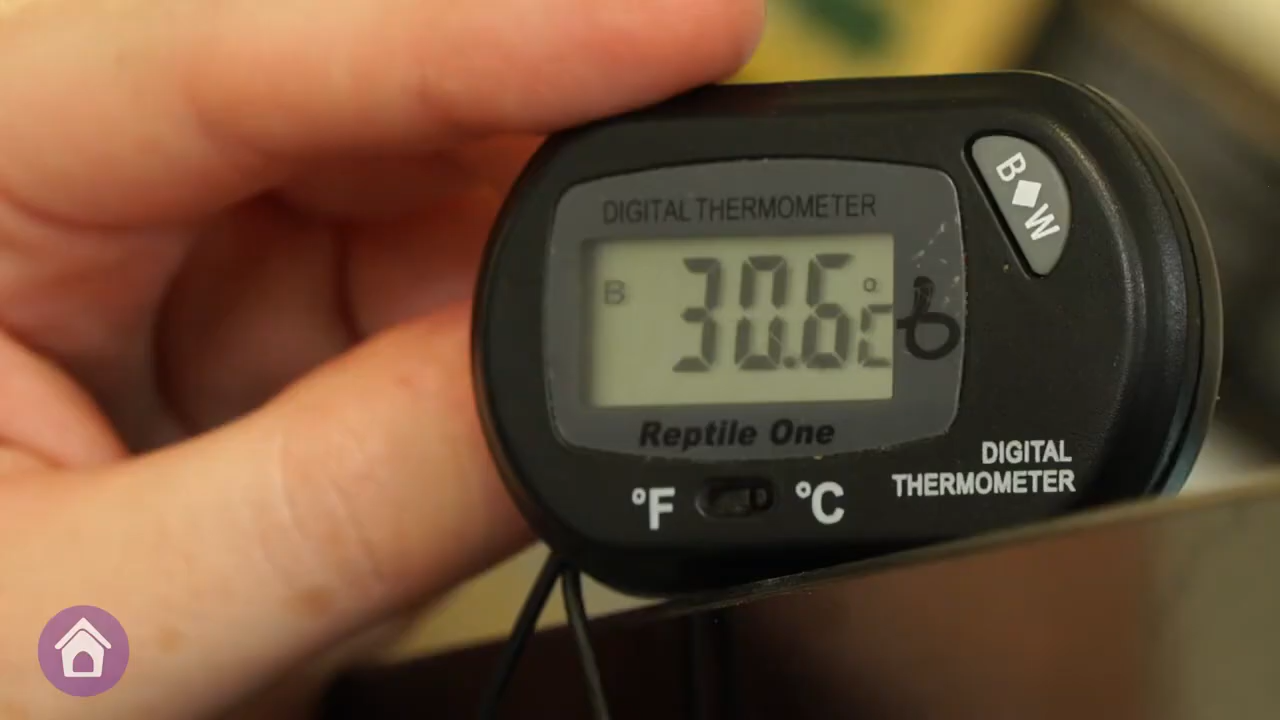 DIGITAL THERMOMETER
B 30.6°C
Reptile One
°F °C
B◆W
DIGITAL
THERMOMETER